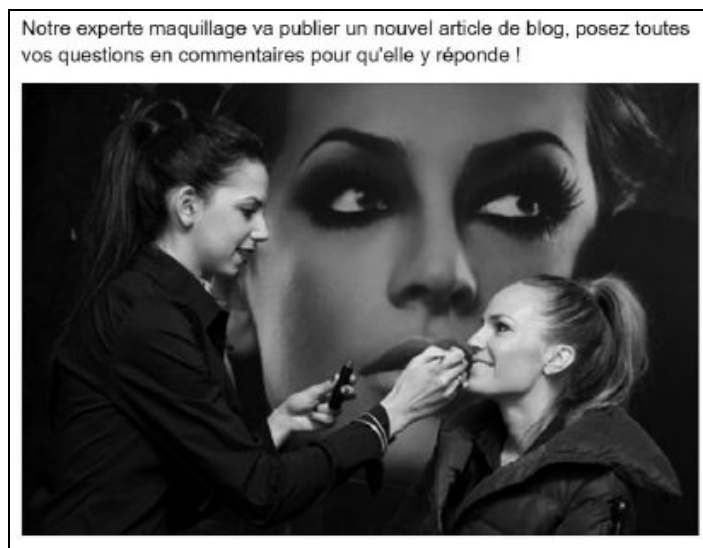 Notre experte maquillage va publier un nouvel article de blog, posez toutes
vos questions en commentaires pour qu'elle y réponde !